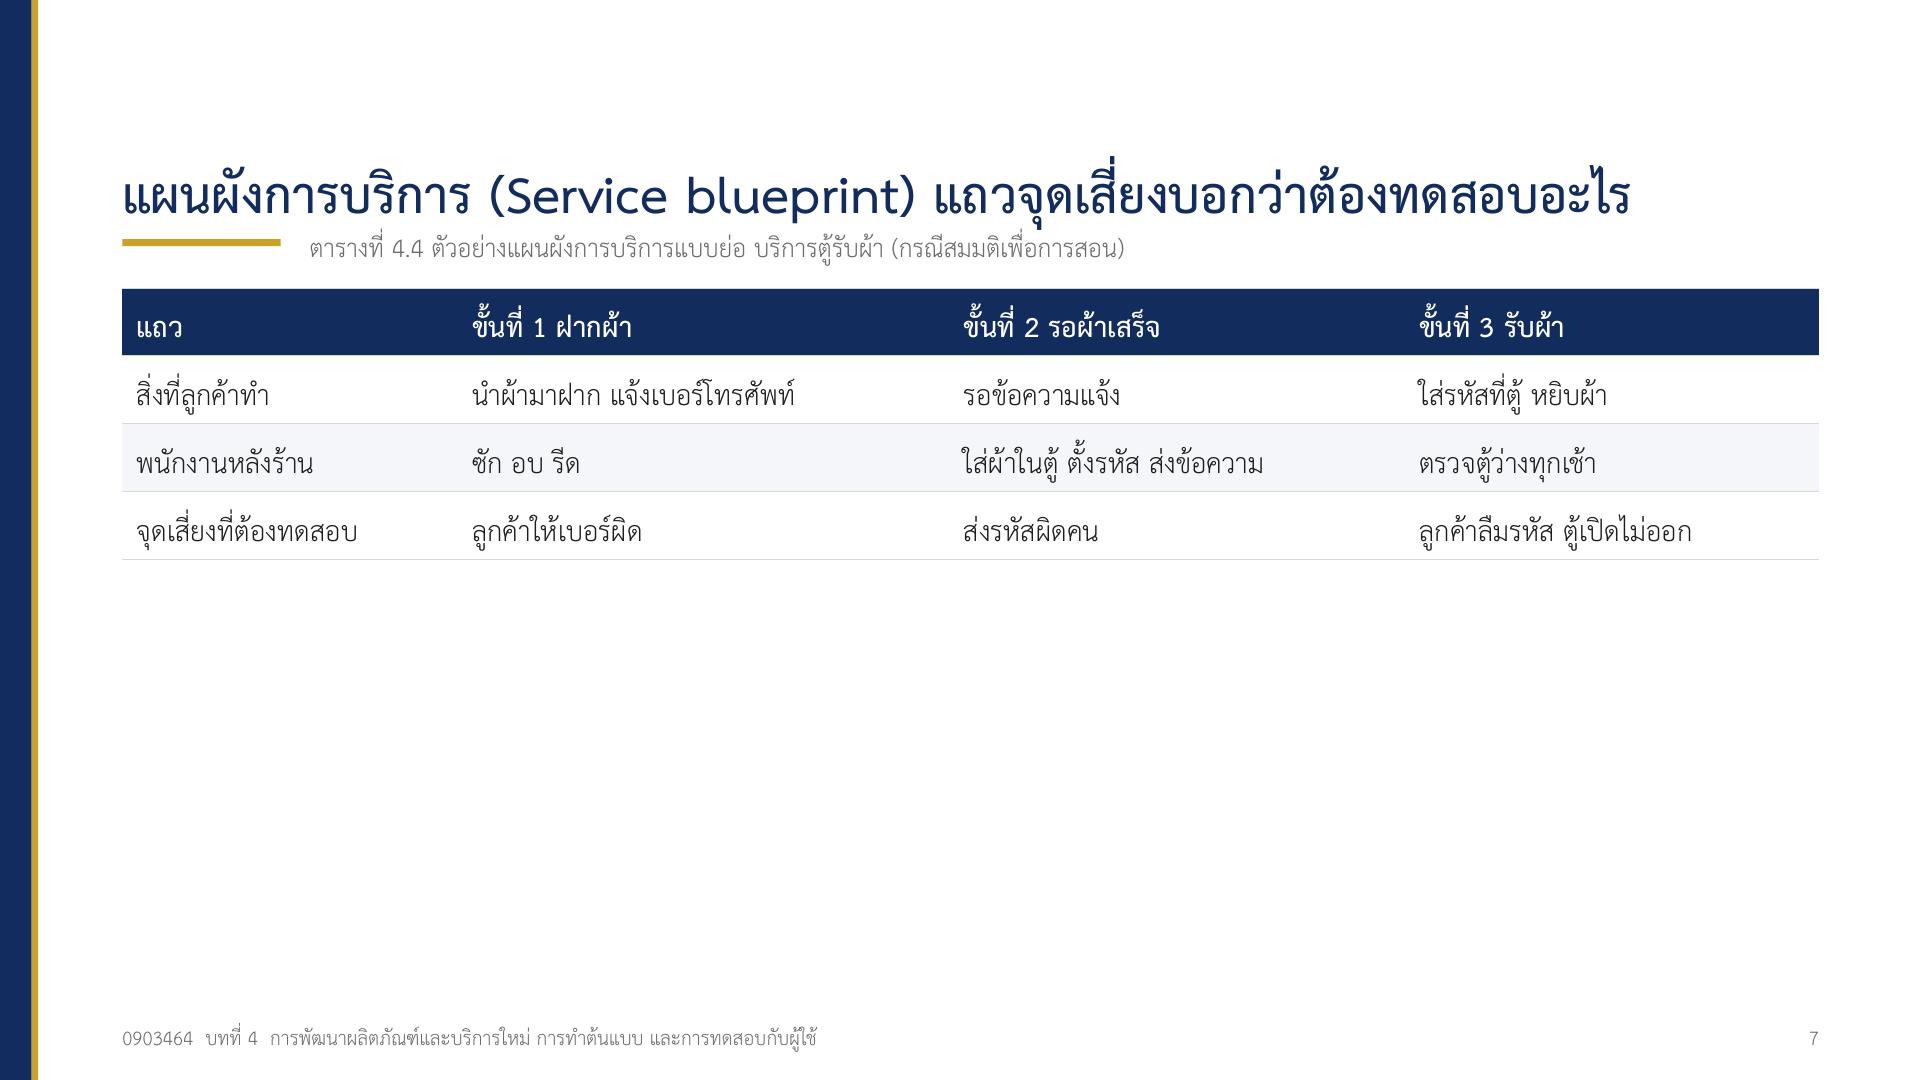 แผนผังการบริการ (Service blueprint) แถวจุดเสี่ยงบอกว่าต้องทดสอบอะไร
ตารางที่ 4.4 ตัวอย่างแผนผังการบริการแบบย่อ บริการตู้รับผ้า (กรณีสมมติเพื่อการสอน)
แถว ขั้นที่ 1 ฝากผ้า ขั้นที่ 2 รอผ้าเสร็จ ขั้นที่ 3 รับผ้า
สิ่งที่ลูกค้าทำ นำผ้ามาฝาก แจ้งเบอร์โทรศัพท์ รอข้อความแจ้ง ใส่รหัสที่ตู้ หยิบผ้า
พนักงานหลังร้าน ซัก อบ รีด ใส่ผ้าในตู้ ตั้งรหัส ส่งข้อความ ตรวจตู้ว่างทุกเช้า
จุดเสี่ยงที่ต้องทดสอบ ลูกค้าให้เบอร์ผิด ส่งรหัสผิดคน ลูกค้าลืมรหัส ตู้เปิดไม่ออก
0903464 บทที่ 4 การพัฒนาผลิตภัณฑ์และบริการใหม่ การทำต้นแบบ และการทดสอบกับผู้ใช้ 7